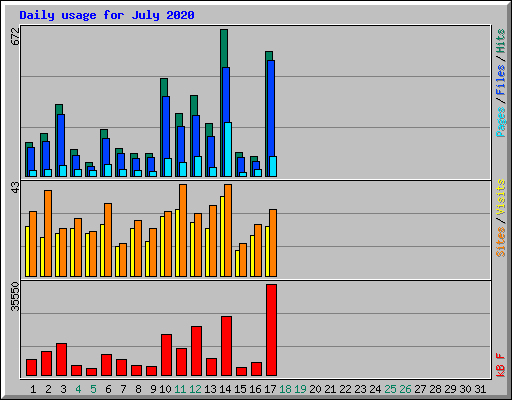 Daily usage for July 2020
672
Pages / Files / Hits
43
Sites / Visits
35550
kB F
1 2 3 4 5 6 7 8 9 10 11 12 13 14 15 16 17 18 19 20 21 22 23 24 25 26 27 28 29 30 31